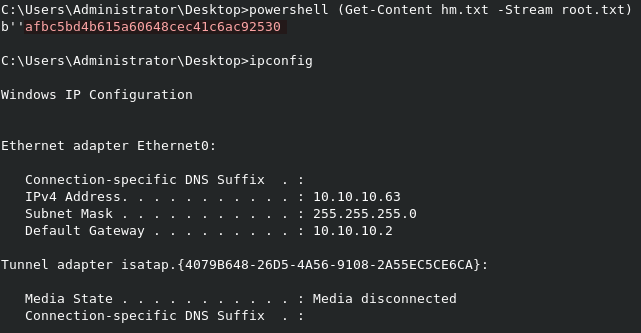 C:\Users\Administrator\Desktop>powershell (Get-Content hm.txt -Stream root.txt)
b''afbc5bd4b615a60648cec41c6ac92530

C:\Users\Administrator\Desktop>ipconfig

Windows IP Configuration


Ethernet adapter Ethernet0:

   Connection-specific DNS Suffix  . :
   IPv4 Address. . . . . . . . . . . : 10.10.10.63
   Subnet Mask . . . . . . . . . . . : 255.255.255.0
   Default Gateway . . . . . . . . . : 10.10.10.2

Tunnel adapter isatap.{4079B648-26D5-4A56-9108-2A55EC5CE6CA}:

   Media State . . . . . . . . . . . : Media disconnected
   Connection-specific DNS Suffix  . :